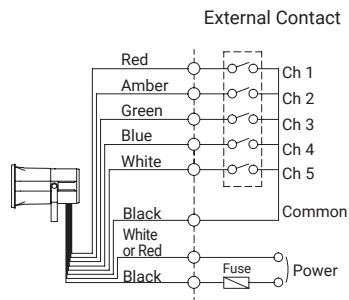 External Contact
Red
Ch 1
Amber
Ch 2
Green
Ch 3
Blue
Ch 4
White
Ch 5
Black
Common
White
or Red
Fuse
Power
Black